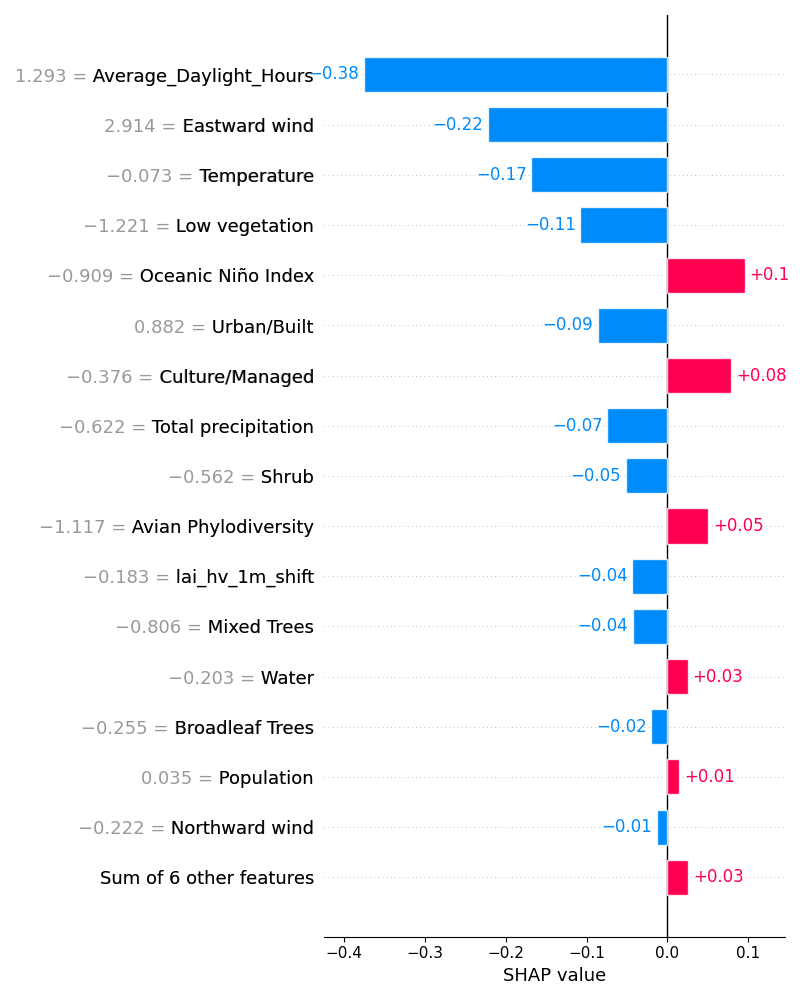 1.293 = Average_Daylight_Hours −0.38
2.914 = Eastward wind −0.22
−0.073 = Temperature −0.17
−1.221 = Low vegetation −0.11
−0.909 = Oceanic Niño Index +0.1
0.882 = Urban/Built −0.09
−0.376 = Culture/Managed +0.08
−0.622 = Total precipitation −0.07
−0.562 = Shrub −0.05
−1.117 = Avian Phylodiversity +0.05
−0.183 = lai_hv_1m_shift −0.04
−0.806 = Mixed Trees −0.04
−0.203 = Water +0.03
−0.255 = Broadleaf Trees −0.02
0.035 = Population +0.01
−0.222 = Northward wind −0.01
Sum of 6 other features +0.03
−0.4 −0.3 −0.2 −0.1 0.0 0.1
SHAP value